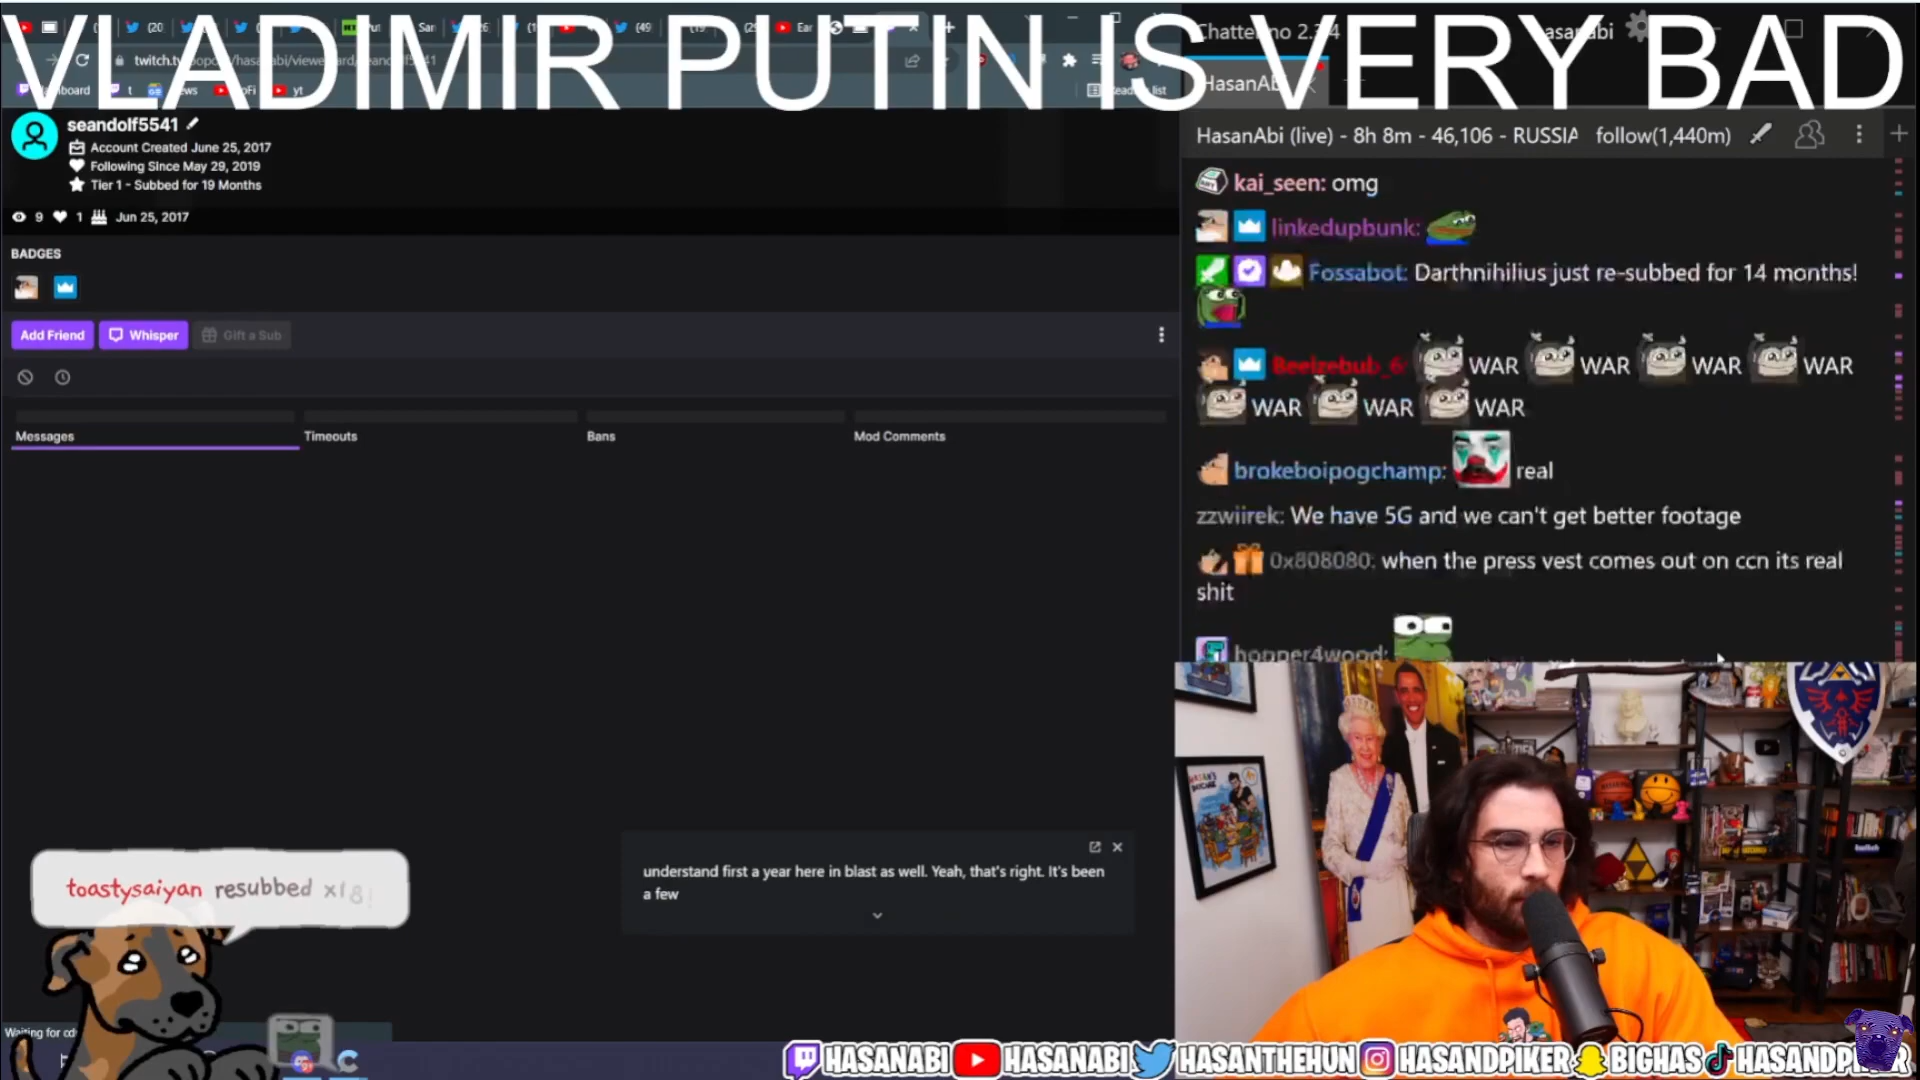 VLADIMIR PUTIN IS VERY BAD
Chatterino
HasanAbi
seandolf5541
Account Created June 25, 2017
Following Since May 29, 2019
Tier 1 - Subbed for 19 Months
9 1 Jun 25, 2017
BADGES
Add Friend Whisper Gift a Sub
Messages Timeouts Bans Mod Comments
understand first a year here in blast as well. Yeah, that's right. It's been
a few
toastysaiyan resubbed
Waiting for
HasanAbi (live) - 8h 8m - 46,106 - RUSSIA follow(1,440m)
kai_seen: omg
linkedupbunk:
Fossabot: Darthnihilius just re-subbed for 14 months!
Beelzebub_6: WAR WAR WAR WAR
WAR WAR WAR
brokeboipogchamp: real
zzwiirek: We have 5G and we can't get better footage
0x808080: when the press vest comes out on ccn its real
shit
hopper4wood:
HASANABI HASANABI HASANTHEHUN HASANDPIKER BIGHAS HASANDPIKER